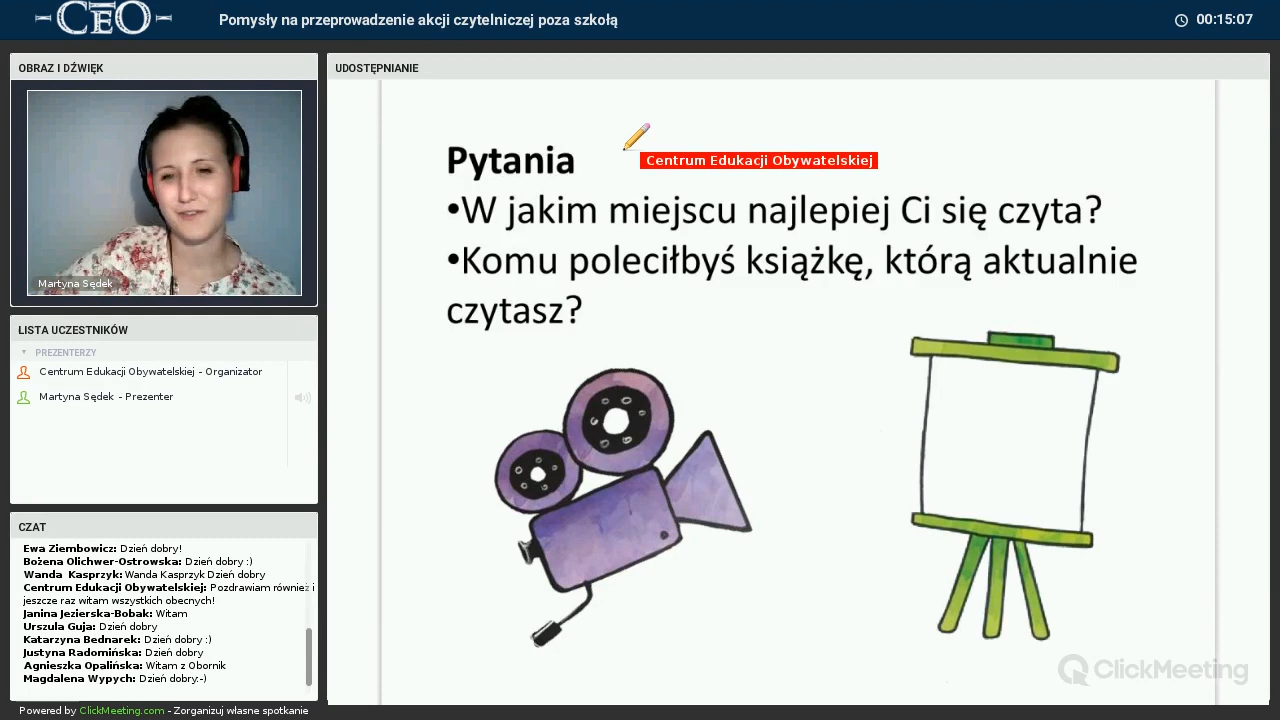 CEO
Pomysły na przeprowadzenie akcji czytelniczej poza szkołą
00:15:07
OBRAZ I DŹWIĘK
Martyna Sędek
LISTA UCZESTNIKÓW
PREZENTERZY
Centrum Edukacji Obywatelskiej - Organizator
Martyna Sędek - Prezenter
CZAT
Ewa Ziembowicz: Dzień dobry!
Bożena Olichwer-Ostrowska: Dzień dobry :)
Wanda Kasprzyk: Wanda Kasprzyk Dzień dobry
Centrum Edukacji Obywatelskiej: Pozdrawiam również i
jeszcze raz witam wszystkich obecnych!
Janina Jezierska-Bobak: Witam
Urszula Guja: Dzień dobry
Katarzyna Bednarek: Dzień dobry :)
Justyna Radomińska: Dzień dobry
Agnieszka Opalińska: Witam z Obornik
Magdalena Wypych: Dzień dobry:-)
Powered by ClickMeeting.com - Zorganizuj własne spotkanie
UDOSTĘPNIANIE
Pytania
Centrum Edukacji Obywatelskiej
•W jakim miejscu najlepiej Ci się czyta?
•Komu poleciłbyś książkę, którą aktualnie
czytasz?
ClickMeeting